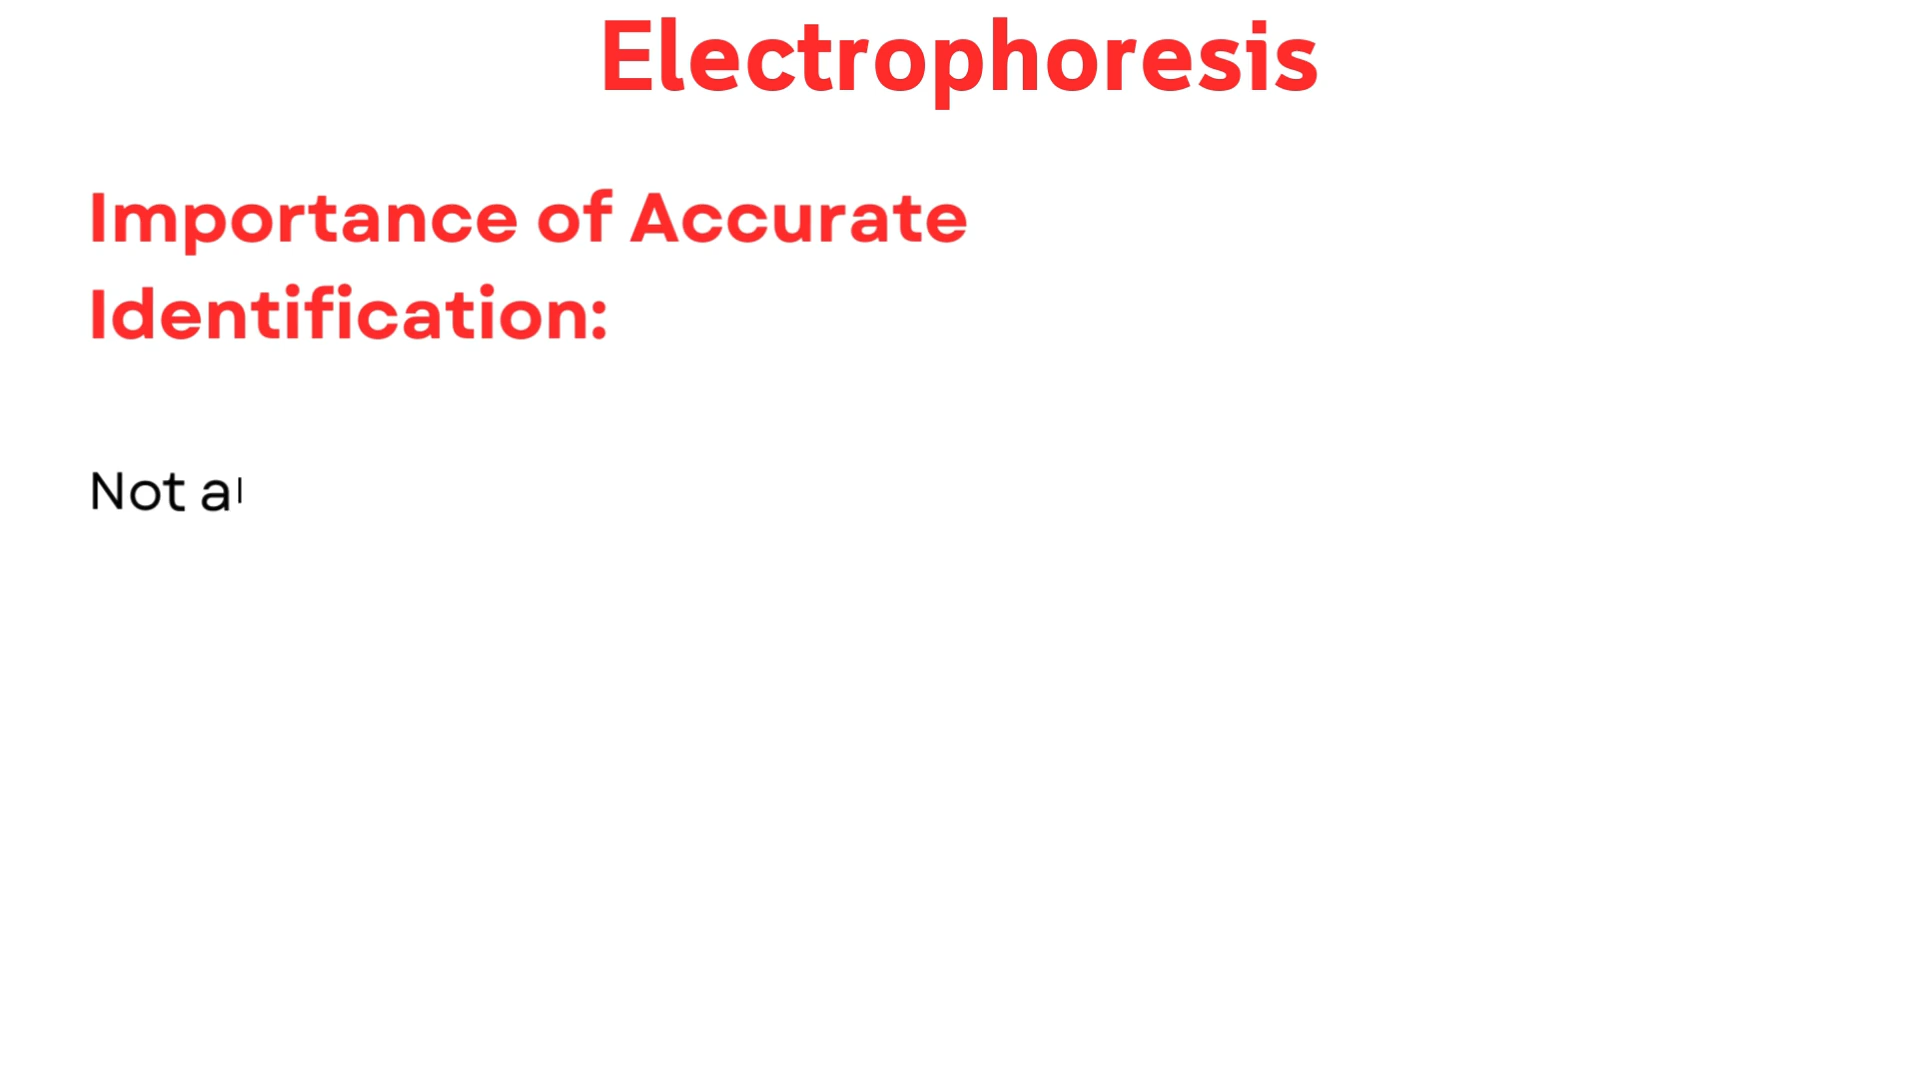 Electrophoresis
Importance of Accurate
Identification:
Not a